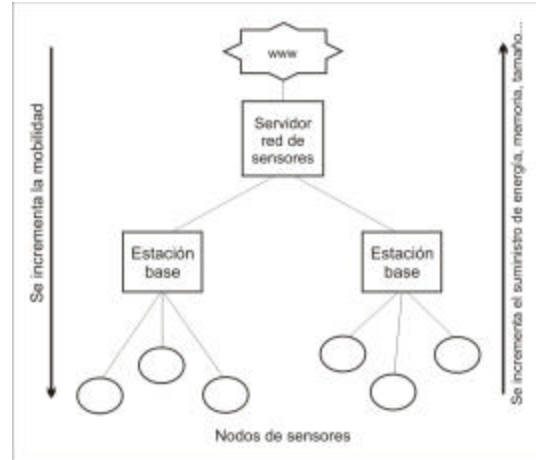 www
Servidor
red de
sensores
Estación
base
Estación
base
Nodos de sensores
Se incrementa la mobilidad
Se incrementa el suministro de energía, memoria, tamaño...